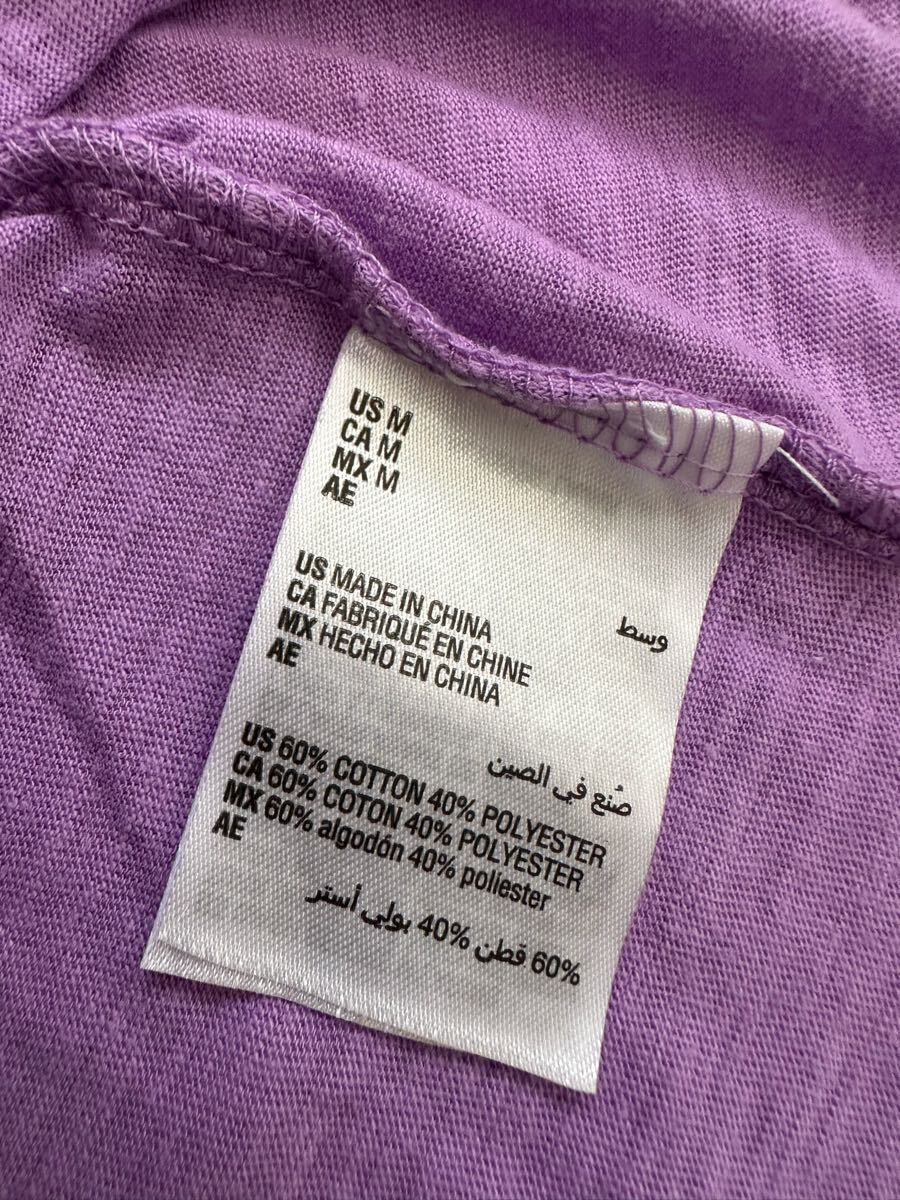 US M
CA M
MX M
AE
وسط
US MADE IN CHINA
CA FABRIQUÉ EN CHINE
MX HECHO EN CHINA
AE
صُنع في الصين
US 60% COTTON 40% POLYESTER
CA 60% COTON 40% POLYESTER
MX 60% algodón 40% poliester
AE
60% قطن 40% بولي أستر